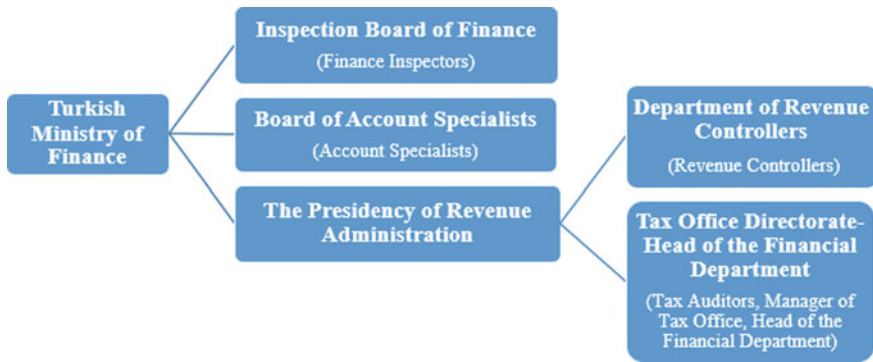 Turkish
Ministry of
Finance
Inspection Board of Finance
(Finance Inspectors)
Board of Account Specialists
(Account Specialists)
The Presidency of Revenue
Administration
Department of Revenue
Controllers
(Revenue Controllers)
Tax Office Directorate-
Head of the Financial
Department
(Tax Auditors, Manager of
Tax Office, Head of the
Financial Department)